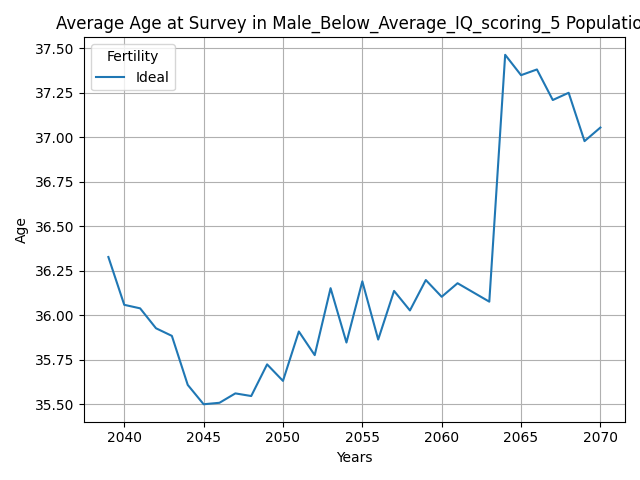 Average Age at Survey in Male_Below_Average_IQ_scoring_5 Populatio
37.50
37.25
37.00
36.75
36.50
36.25
36.00
35.75
35.50
Age
Fertility
Ideal
2040 2045 2050 2055 2060 2065 2070
Years